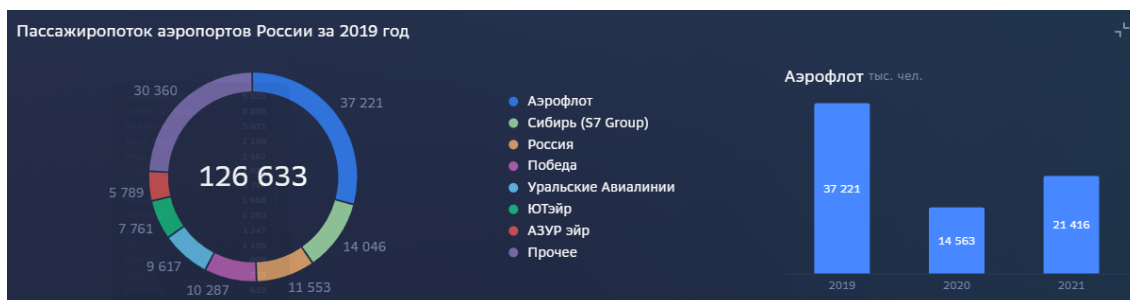 Пассажиропоток аэропортов России за 2019 год
30 360
37 221
126 633
5 789
7 761
9 617
10 287
11 553
14 046
Аэрофлот
Сибирь (S7 Group)
Россия
Победа
Уральские Авиалинии
ЮТэйр
АЗУР эйр
Прочее
Аэрофлот тыс. чел.
37 221
14 563
21 416
2019
2020
2021